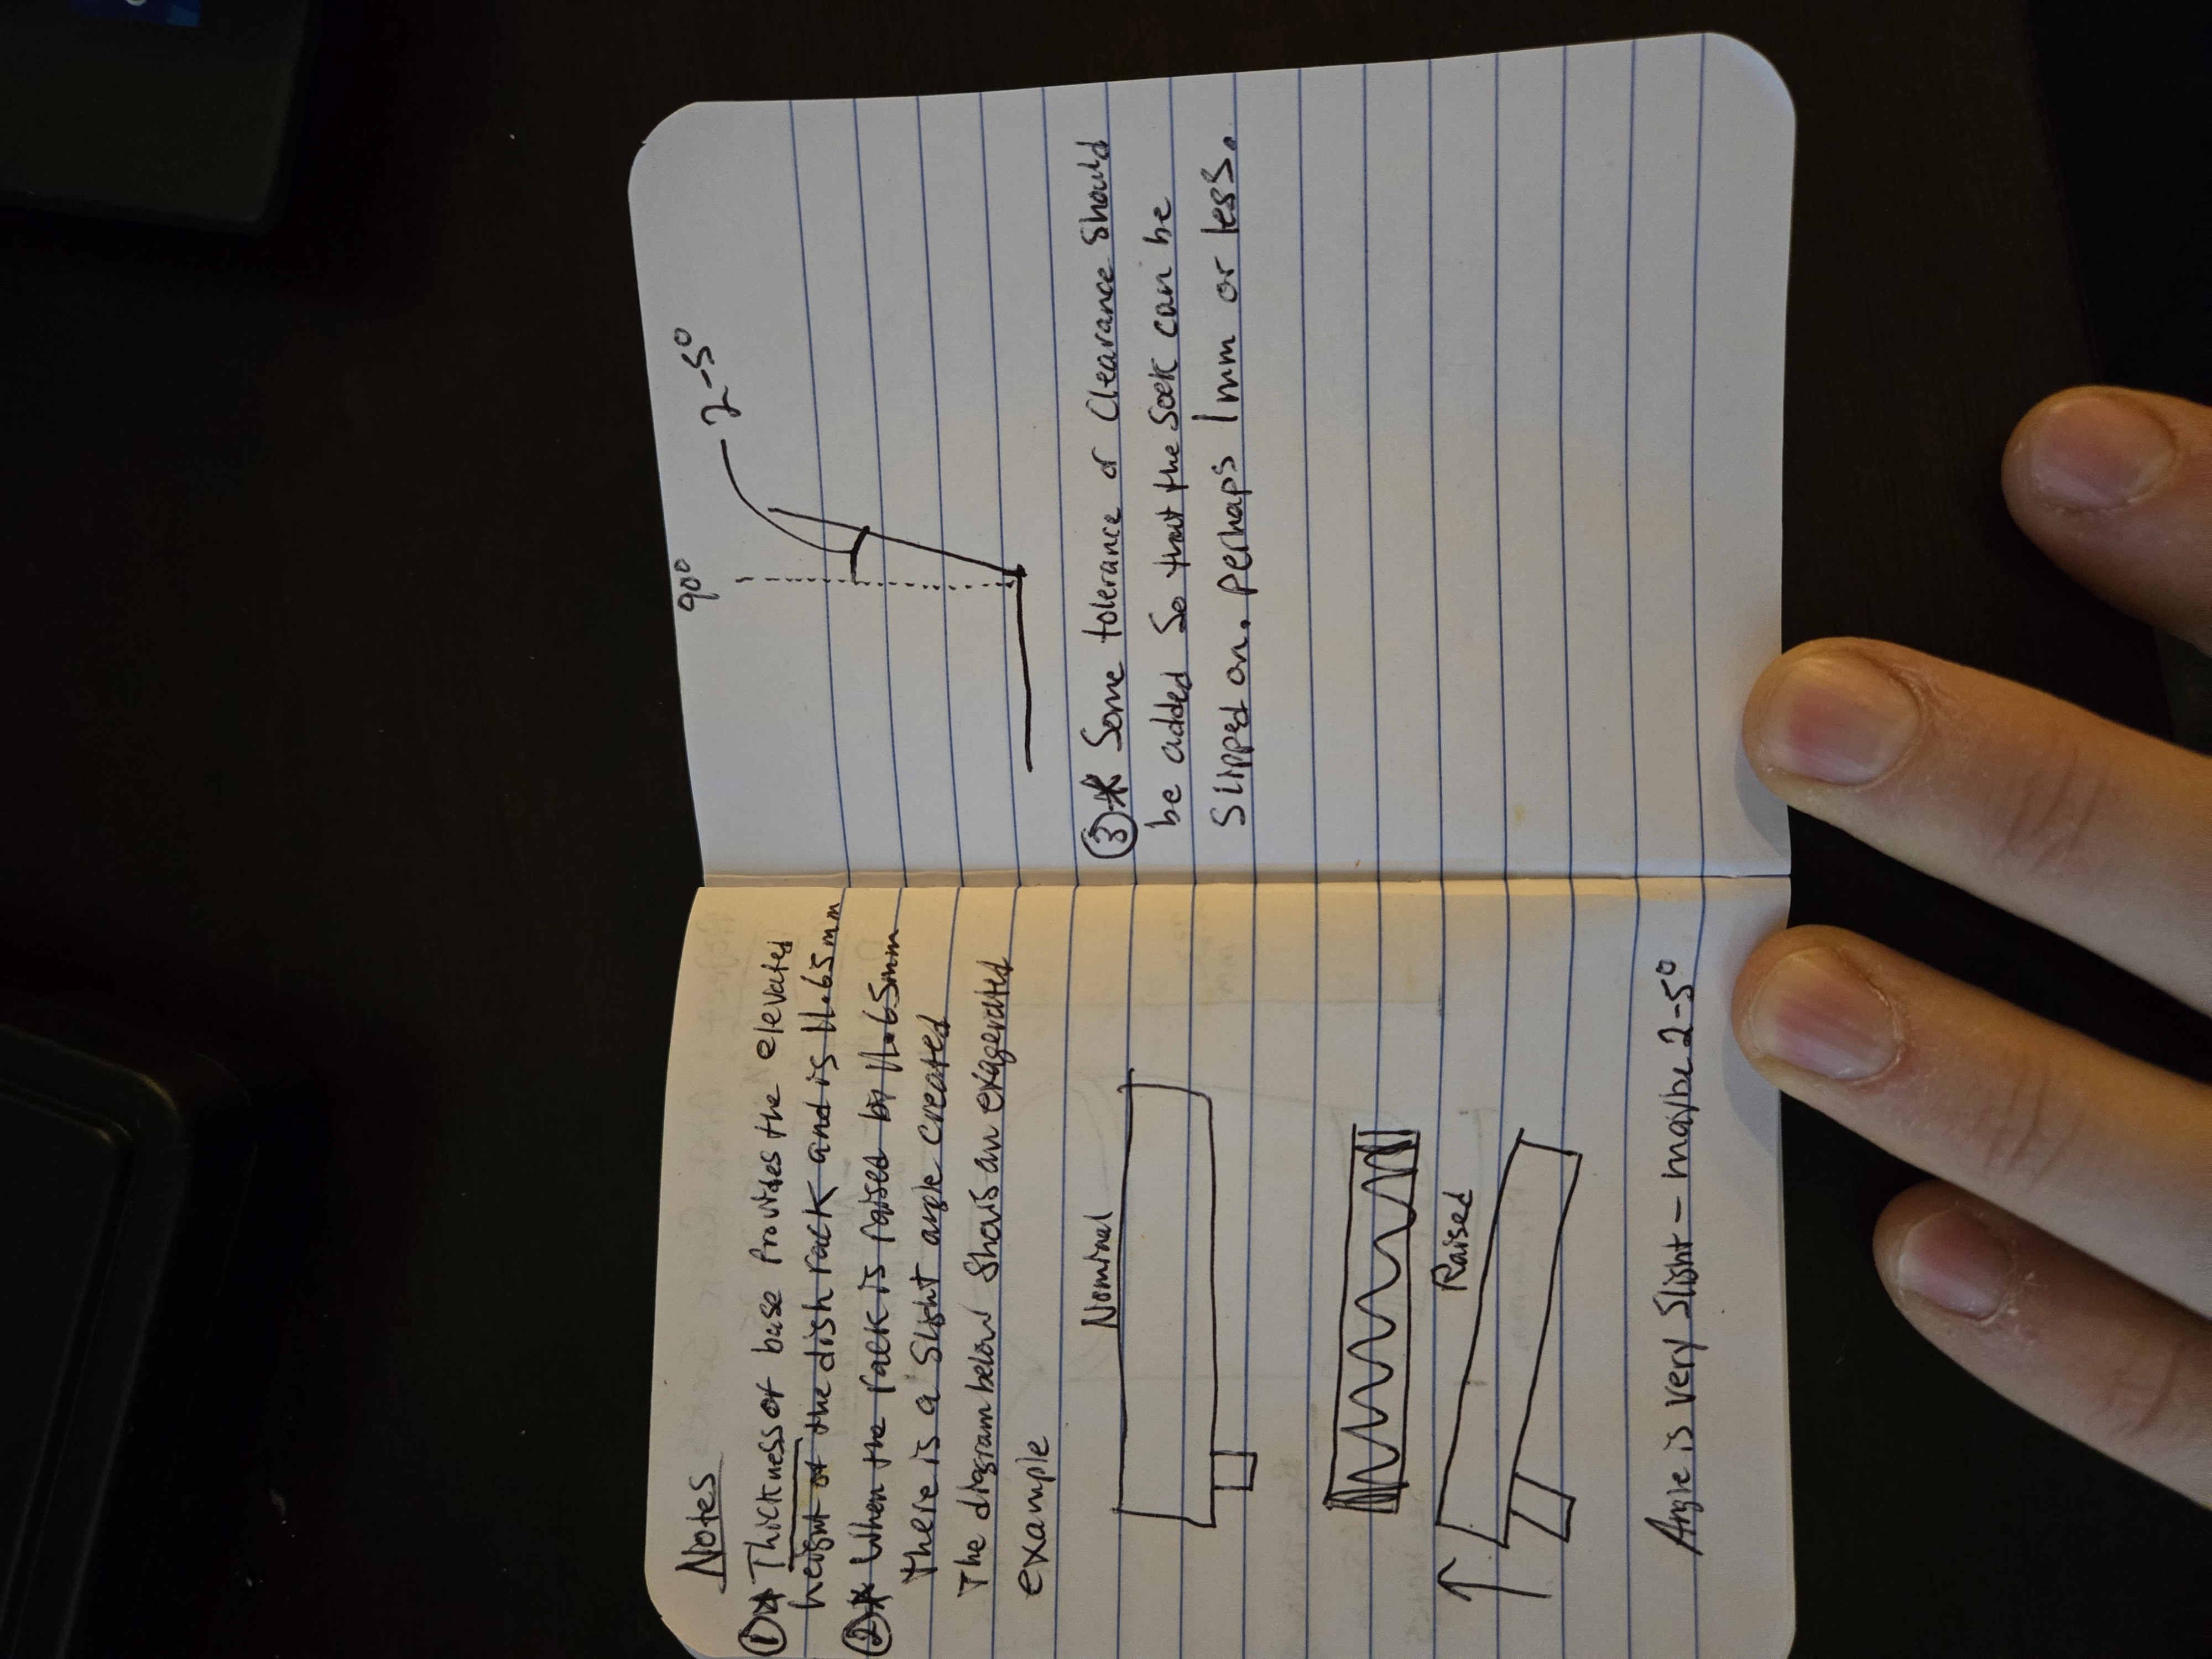 Notes
①* Thickness of base Provides the elevated
height of the dish rack and is 11.65mm
②* When the rack is raised by 11.65mm
there is a slight angle created
The diagram below Shows an exagerated
example
Nominal
Raised
Angle is very slight - maybe 2-5°
90°
2-5°
③* Some tolerance or Clearance Should
be added So that the Sock can be
Slipped on. perhaps 1mm or less.